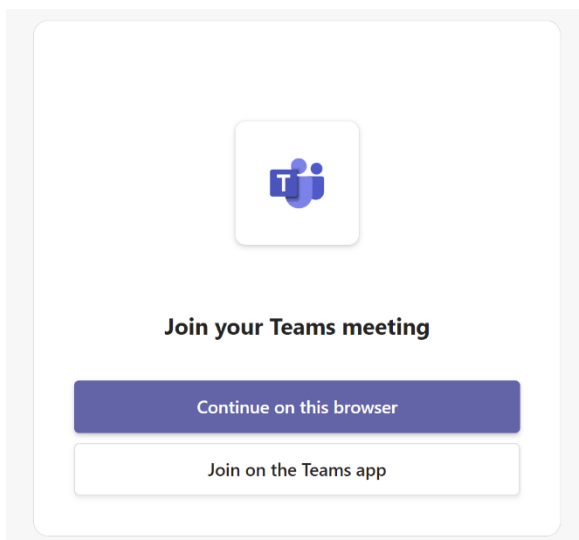 T
Join your Teams meeting
Continue on this browser
Join on the Teams app